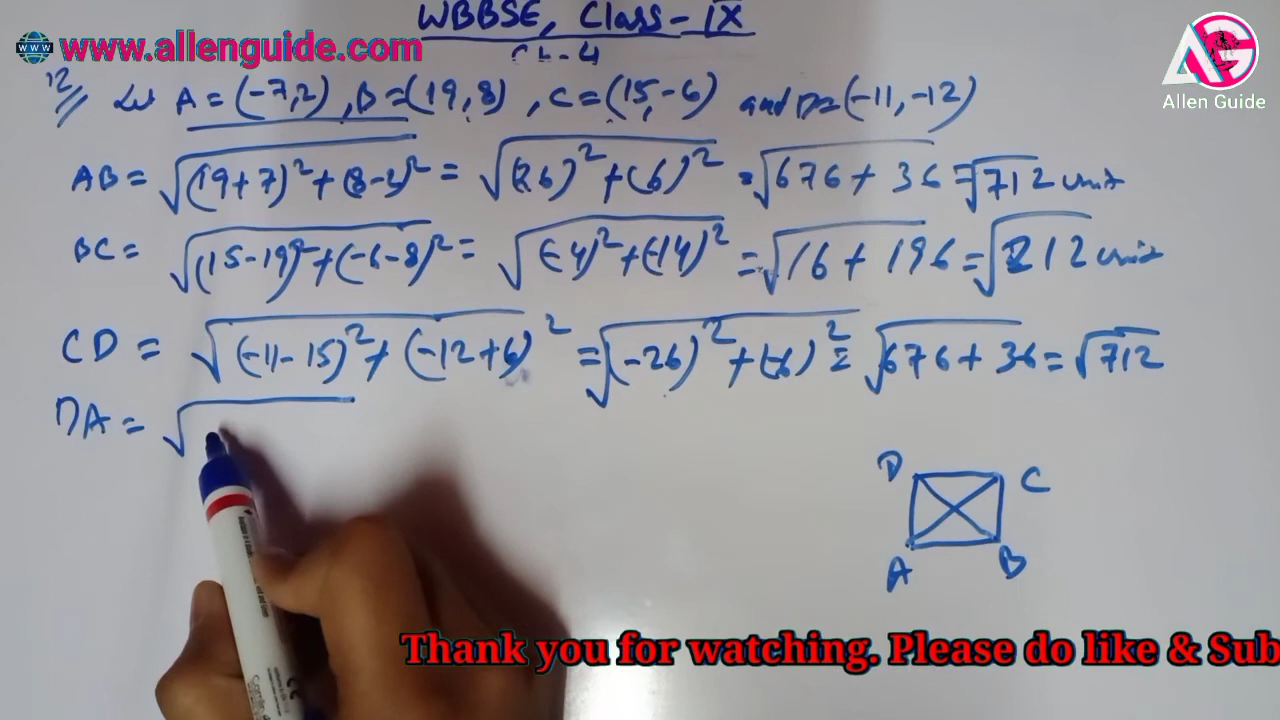 WBBSE, Class-IX
www.allenguide.com
Ch-4
AG
Allen Guide
12// Let A = (-7,2), B = (19,8), C = (15,-6) and D = (-11,-12)
AB = √(19+7)² + (8-2)² = √(26)² + (6)² = √676 + 36 = √712 unit
BC = √(15-19)² + (-6-8)² = √(-4)² + (-14)² = √16 + 196 = √212 unit
CD = √(-11-15)² + (-12+6)² = √(-26)² + (-6)² = √676 + 36 = √712
DA = √
D C
A B
Thank you for watching. Please do like & Sub